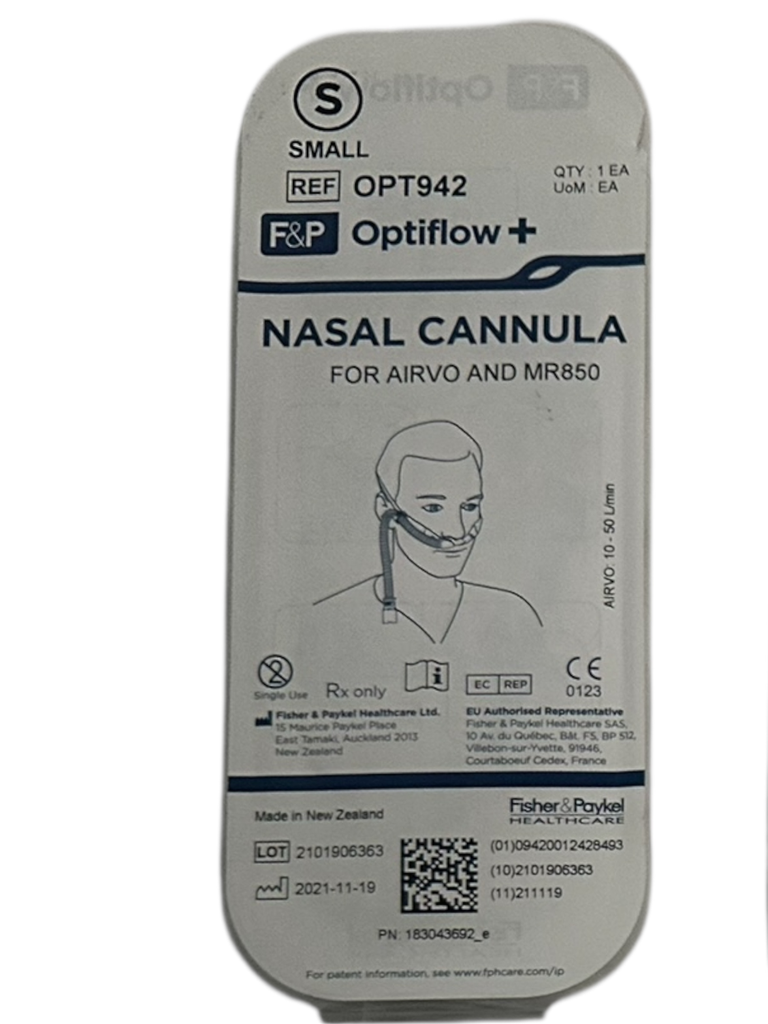 S
SMALL
REF OPT942
QTY : 1 EA
UoM : EA
F&P Optiflow+
NASAL CANNULA
FOR AIRVO AND MR850
AIRVO: 10 - 50 L/min
2
Single Use
Rx only
i
EC REP
CE
0123
Fisher & Paykel Healthcare Ltd.
15 Maurice Paykel Place
East Tamaki, Auckland 2013
New Zealand
EU Authorised Representative
Fisher & Paykel Healthcare SAS,
10 Av. du Québec, Bât. F5, BP 512,
Villebon-sur-Yvette, 91946,
Courtaboeuf Cedex, France
Made in New Zealand
Fisher&Paykel
HEALTHCARE
LOT 2101906363
2021-11-19
(01)09420012428493
(10)2101906363
(11)211119
PN: 183043692_e
For patent information, see www.fphcare.com/ip